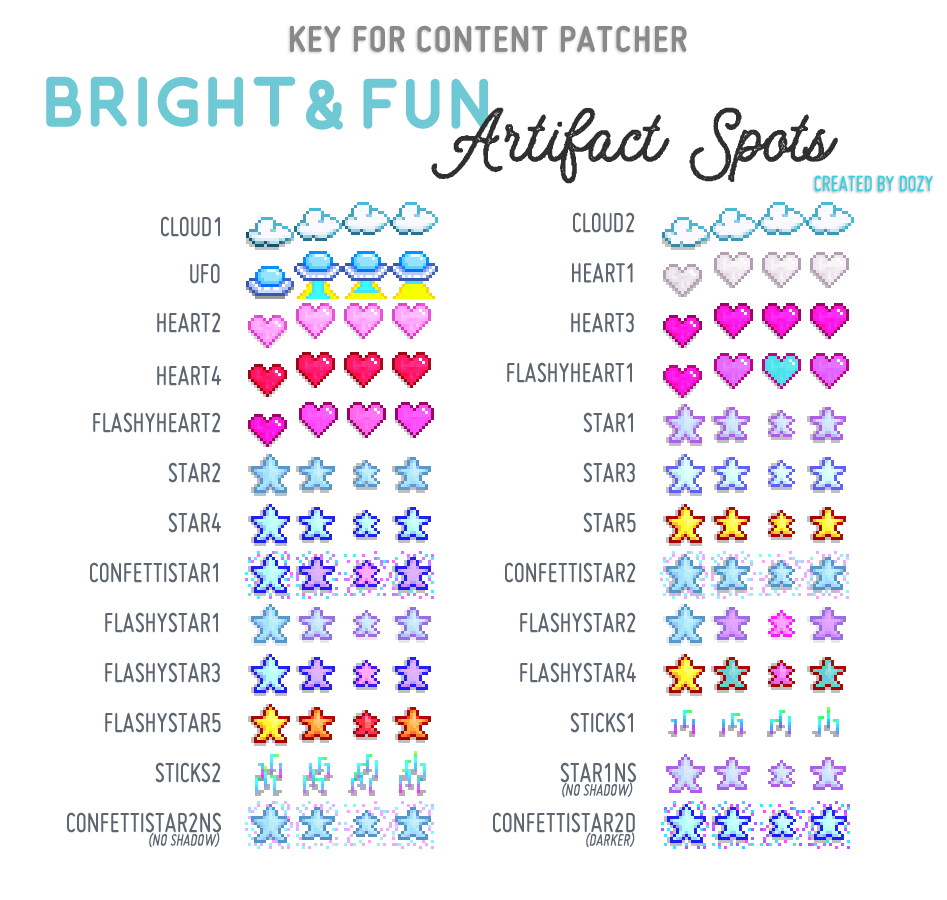 KEY FOR CONTENT PATCHER
BRIGHT & FUN
Artifact Spots
CREATED BY DOZY
CLOUD1
CLOUD2
UFO
HEART1
HEART2
HEART3
HEART4
FLASHYHEART1
FLASHYHEART2
STAR1
STAR2
STAR3
STAR4
STAR5
CONFETTISTAR1
CONFETTISTAR2
FLASHYSTAR1
FLASHYSTAR2
FLASHYSTAR3
FLASHYSTAR4
FLASHYSTAR5
STICKS1
STICKS2
STAR1NS
(NO SHADOW)
CONFETTISTAR2NS
(NO SHADOW)
CONFETTISTAR2D
(DARKER)